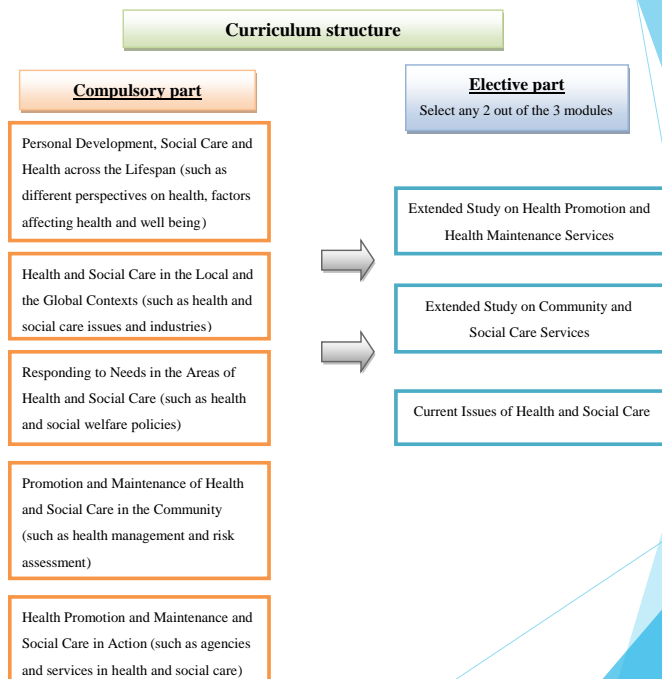 Curriculum structure
Compulsory part
Personal Development, Social Care and
Health across the Lifespan (such as
different perspectives on health, factors
affecting health and well being)
Health and Social Care in the Local and
the Global Contexts (such as health and
social care issues and industries)
Responding to Needs in the Areas of
Health and Social Care (such as health
and social welfare policies)
Promotion and Maintenance of Health
and Social Care in the Community
(such as health management and risk
assessment)
Health Promotion and Maintenance and
Social Care in Action (such as agencies
and services in health and social care)
Elective part
Select any 2 out of the 3 modules
Extended Study on Health Promotion and
Health Maintenance Services
Extended Study on Community and
Social Care Services
Current Issues of Health and Social Care